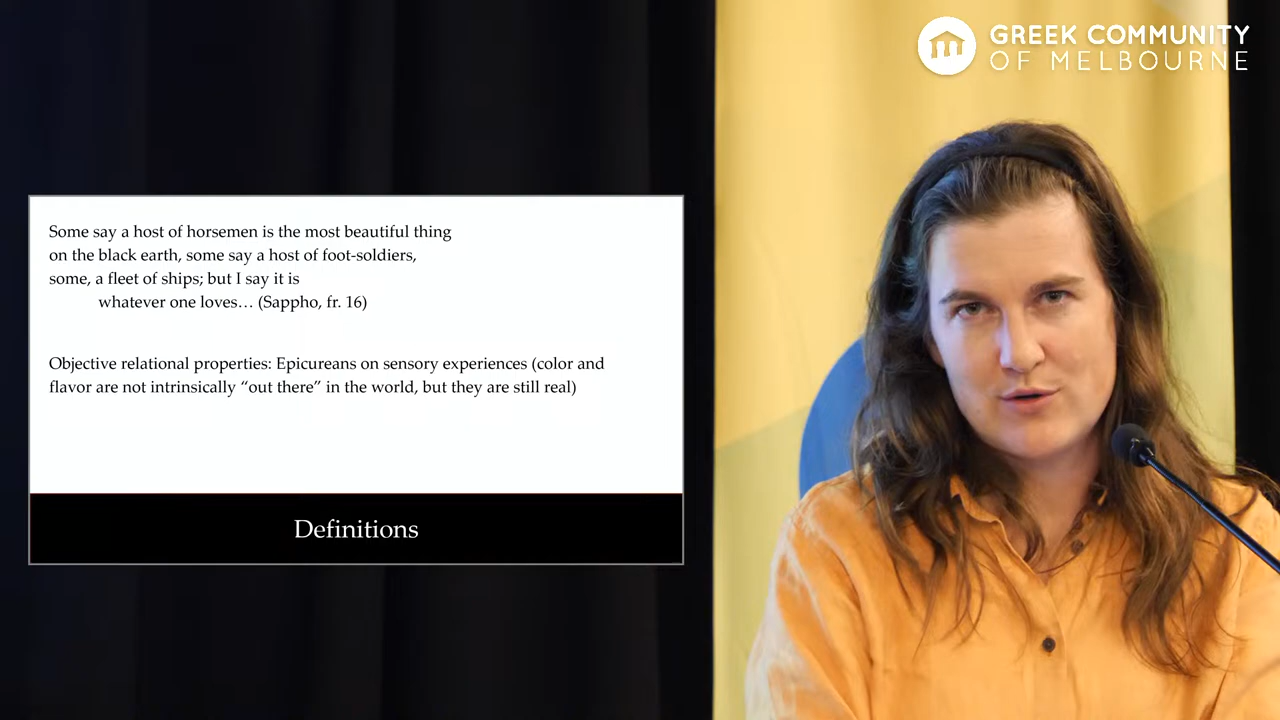 GREEK COMMUNITY
OF MELBOURNE
Some say a host of horsemen is the most beautiful thing
on the black earth, some say a host of foot-soldiers,
some, a fleet of ships; but I say it is
whatever one loves… (Sappho, fr. 16)
Objective relational properties: Epicureans on sensory experiences (color and
flavor are not intrinsically “out there” in the world, but they are still real)
Definitions